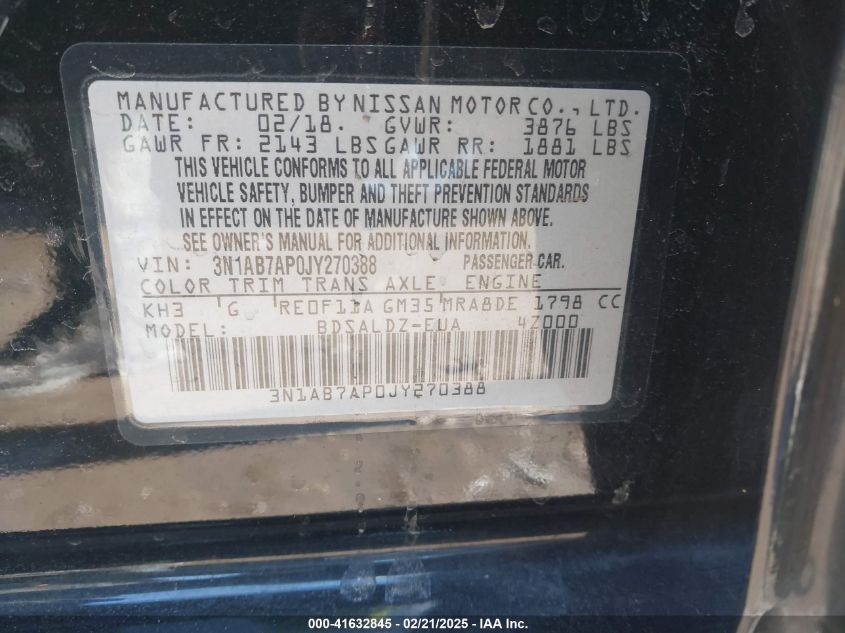 MANUFACTURED BY NISSAN MOTOR CO., LTD.
DATE: 02/18. GVWR: 3876 LBS
GAWR FR: 2143 LBS GAWR RR: 1881 LBS
THIS VEHICLE CONFORMS TO ALL APPLICABLE FEDERAL MOTOR
VEHICLE SAFETY, BUMPER AND THEFT PREVENTION STANDARDS
IN EFFECT ON THE DATE OF MANUFACTURE SHOWN ABOVE.
SEE OWNER'S MANUAL FOR ADDITIONAL INFORMATION.
VIN: 3N1AB7AP0JY270388 PASSENGER CAR.
COLOR TRIM TRANS AXLE ENGINE
KH3 G RE0F11A GM35 MRA8DE 1798 CC
MODEL: BDSALDZ-EUA 4Z000
3N1AB7AP0JY270388
000-41632845 - 02/21/2025 - IAA Inc.